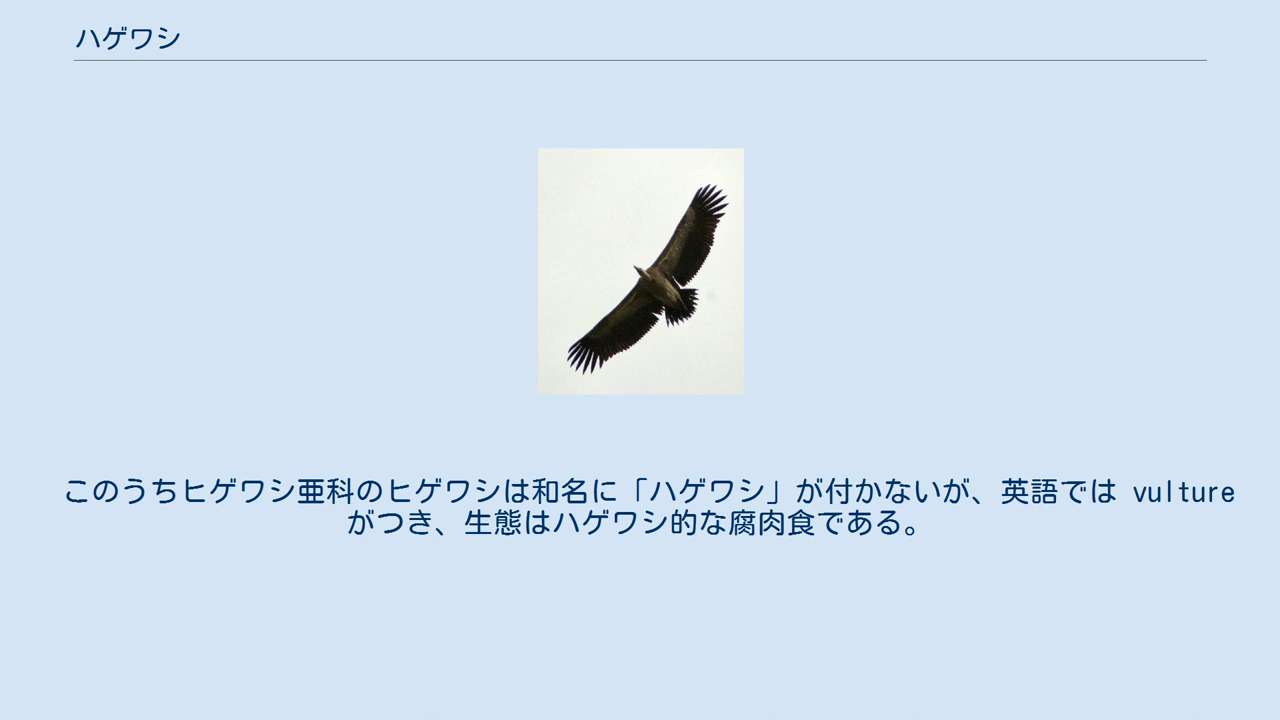 ハゲワシ
このうちヒゲワシ亜科のヒゲワシは和名に「ハゲワシ」が付かないが、英語では vulture
がつき、生態はハゲワシ的な腐肉食である。